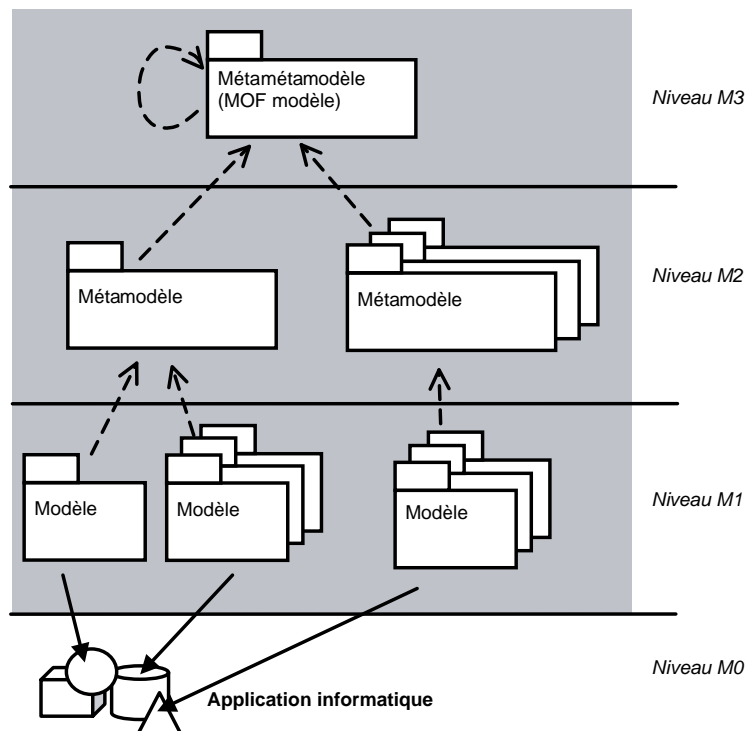 Métamétamodèle
(MOF modèle)
Niveau M3
Métamodèle
Métamodèle
Niveau M2
Modèle
Modèle
Modèle
Niveau M1
Application informatique
Niveau M0